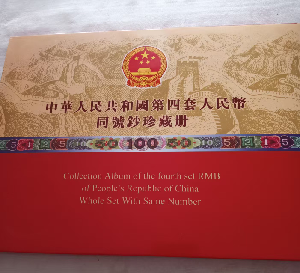 中華人民共和國第四套人民幣
同號鈔珍藏册
100
Collection Album of the fourth set RMB
of People's Republic of China
Whole Set With Same Number